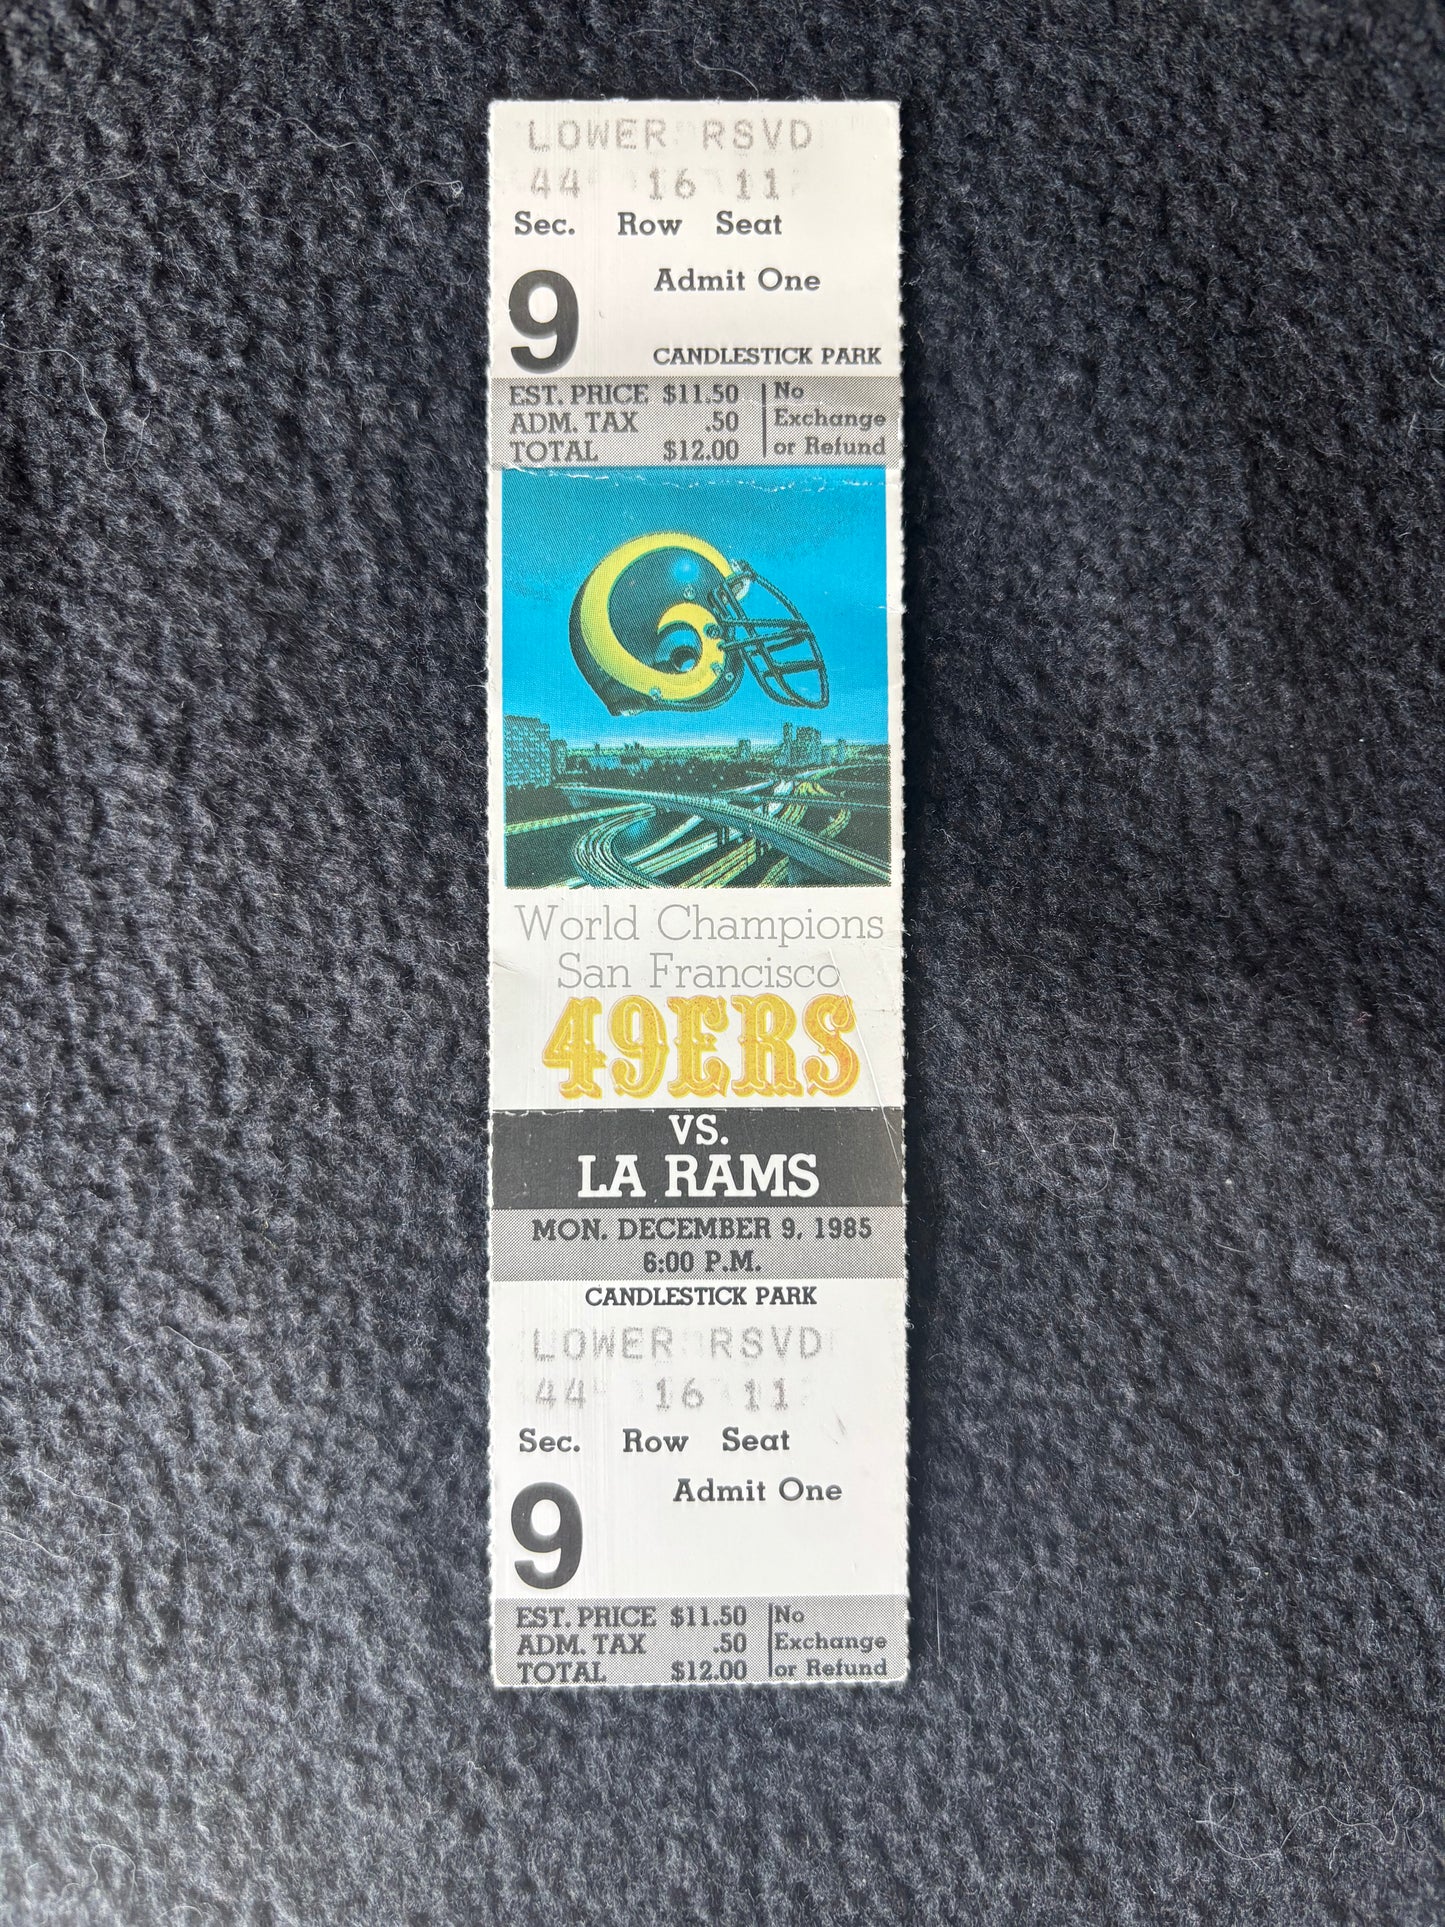 LOWER RSVD
44 16 11
Sec. Row Seat
Admit One
9
CANDLESTICK PARK
EST. PRICE $11.50
ADM. TAX .50
TOTAL $12.00
No
Exchange
or Refund
World Champions
San Francisco
49ERS
VS.
LA RAMS
MON. DECEMBER 9, 1985
6:00 P.M.
CANDLESTICK PARK
LOWER RSVD
44 16 11
Sec. Row Seat
Admit One
9
EST. PRICE $11.50
ADM. TAX .50
TOTAL $12.00
No
Exchange
or Refund